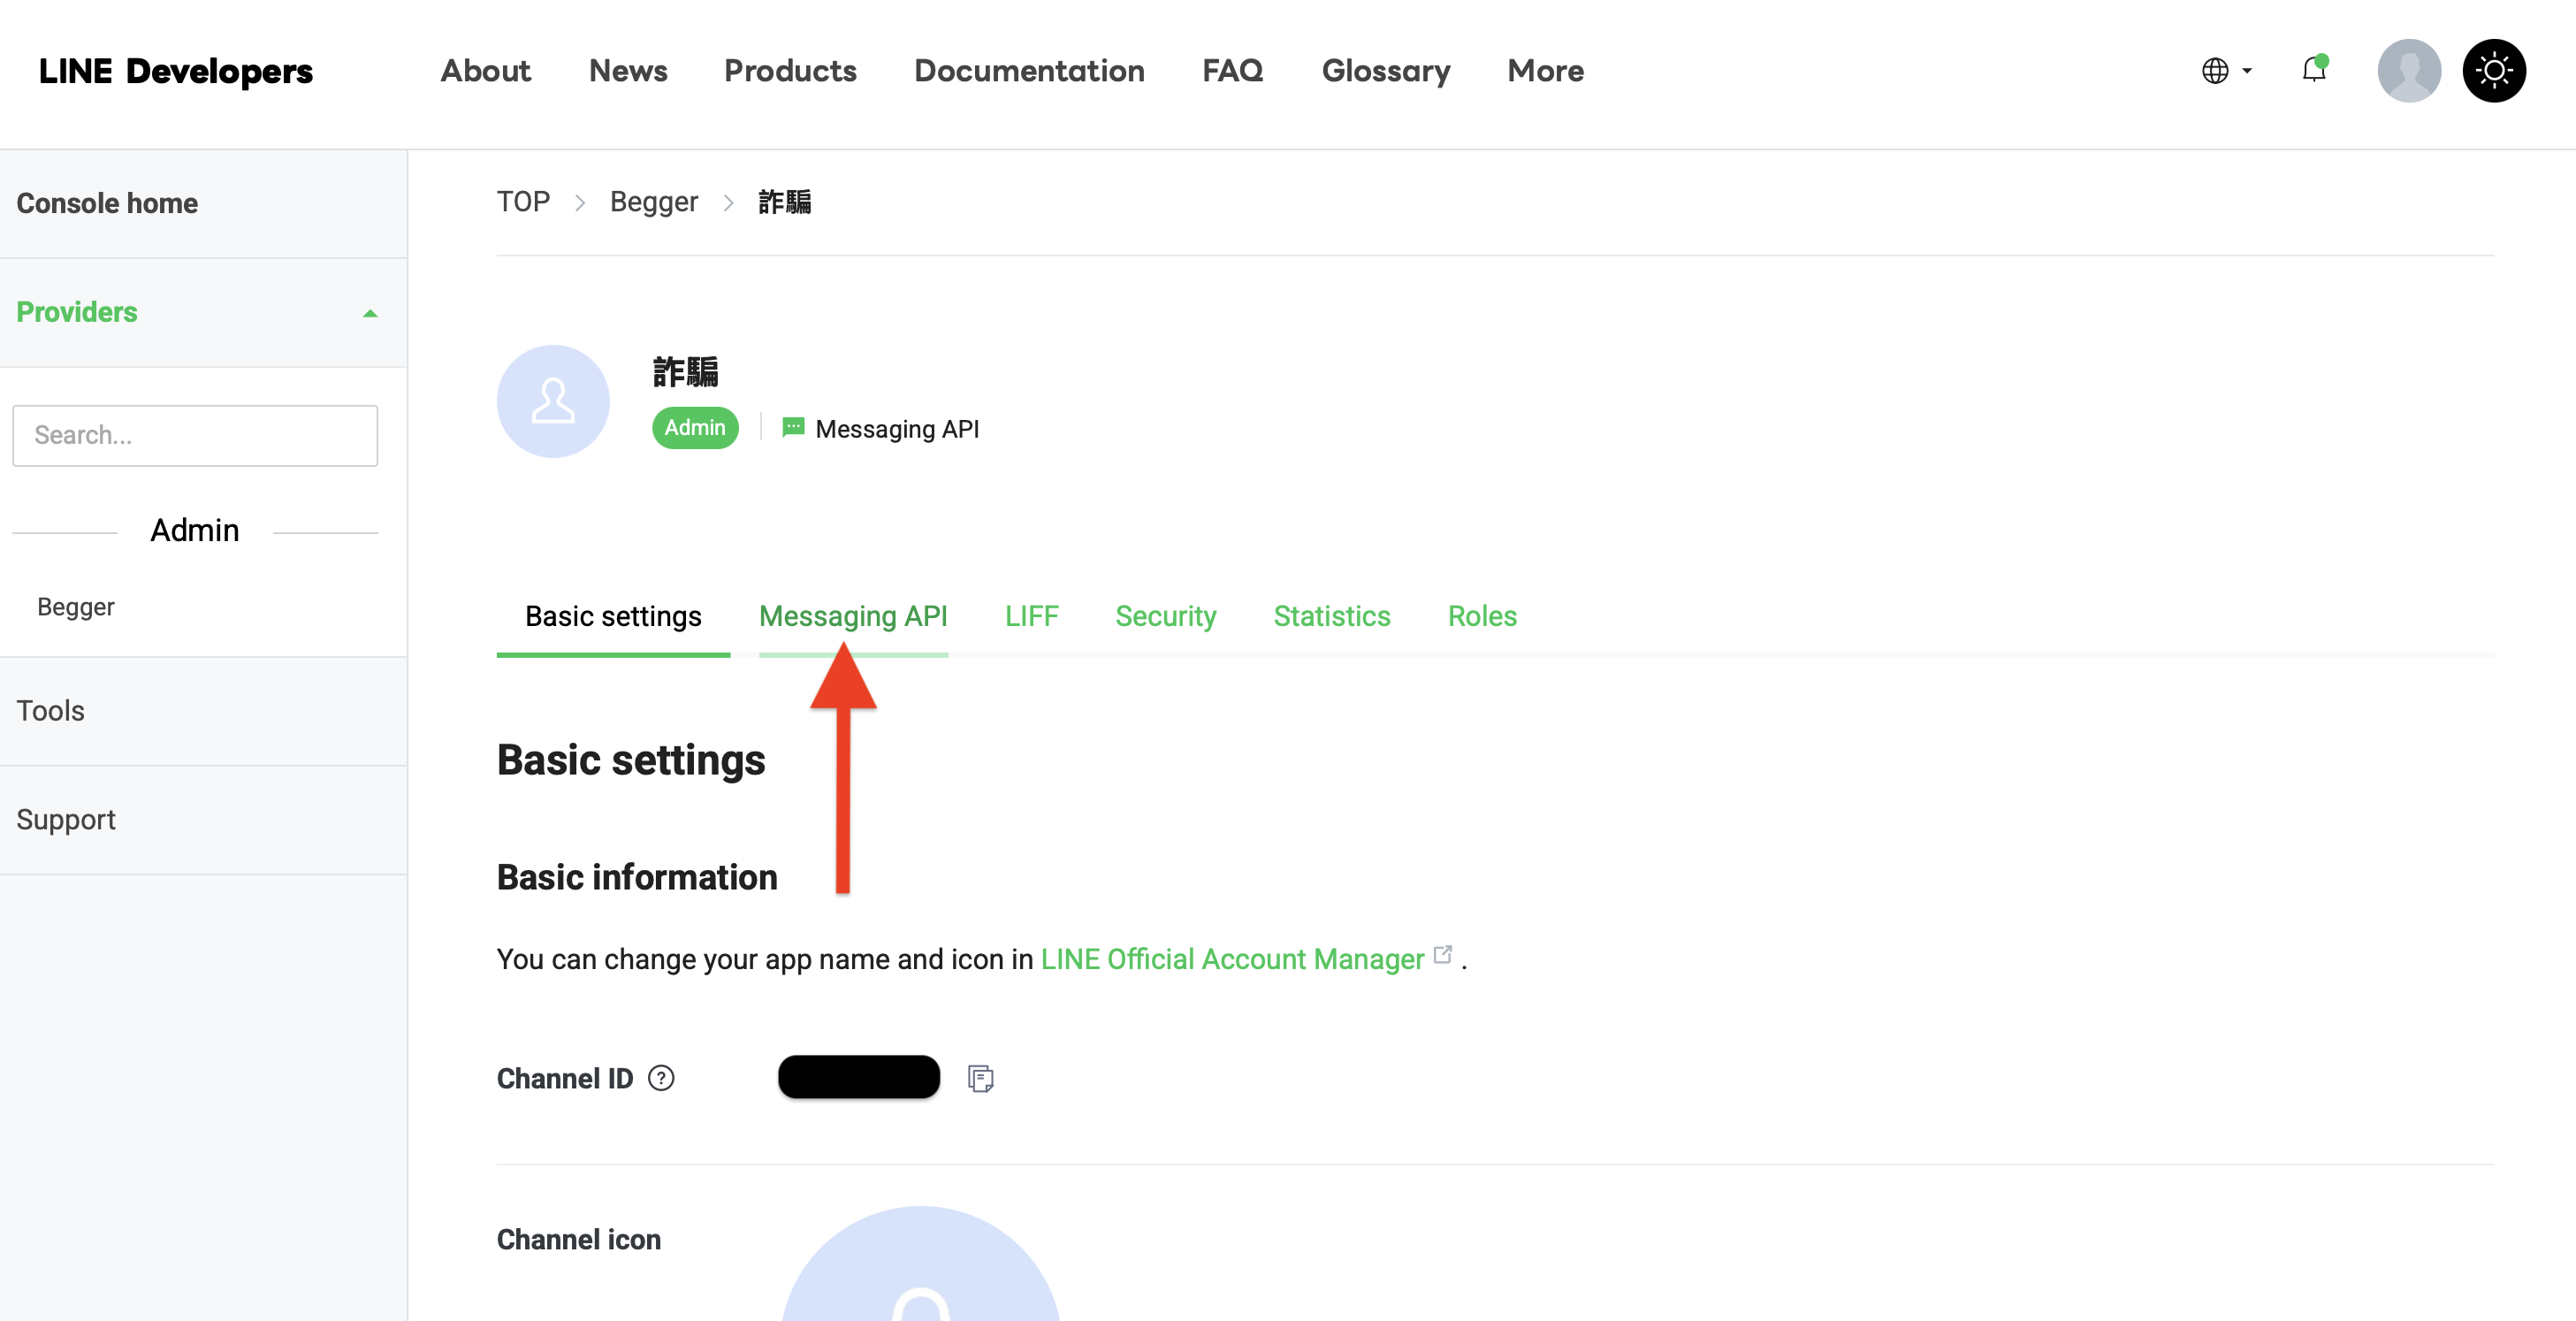 LINE Developers
About News Products Documentation FAQ Glossary More
Console home
Providers
Search...
Admin
Begger
Tools
Support
TOP > Begger > 詐騙
詐騙
Admin Messaging API
Basic settings Messaging API LIFF Security Statistics Roles
Basic settings
Basic information
You can change your app name and icon in LINE Official Account Manager .
Channel ID ?
Channel icon